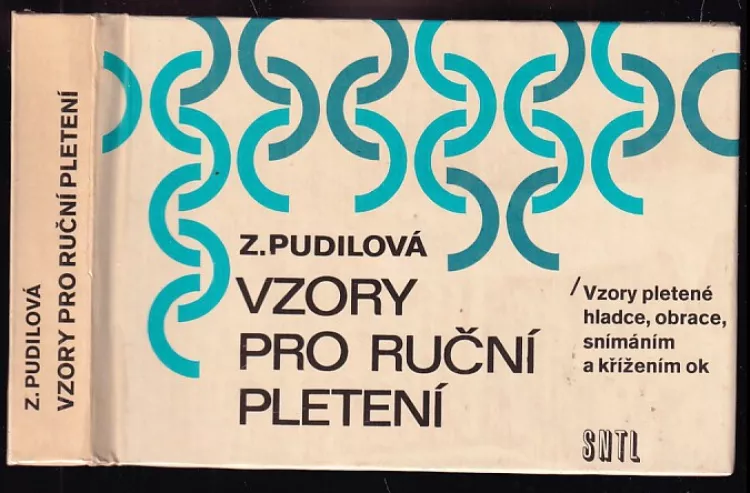 Z. PUDILOVÁ
VZORY PRO RUČNÍ PLETENÍ
Z. PUDILOVÁ
VZORY
PRO RUČNÍ
PLETENÍ
/Vzory pletené
hladce, obrace,
snímáním
a křížením ok
SNTL